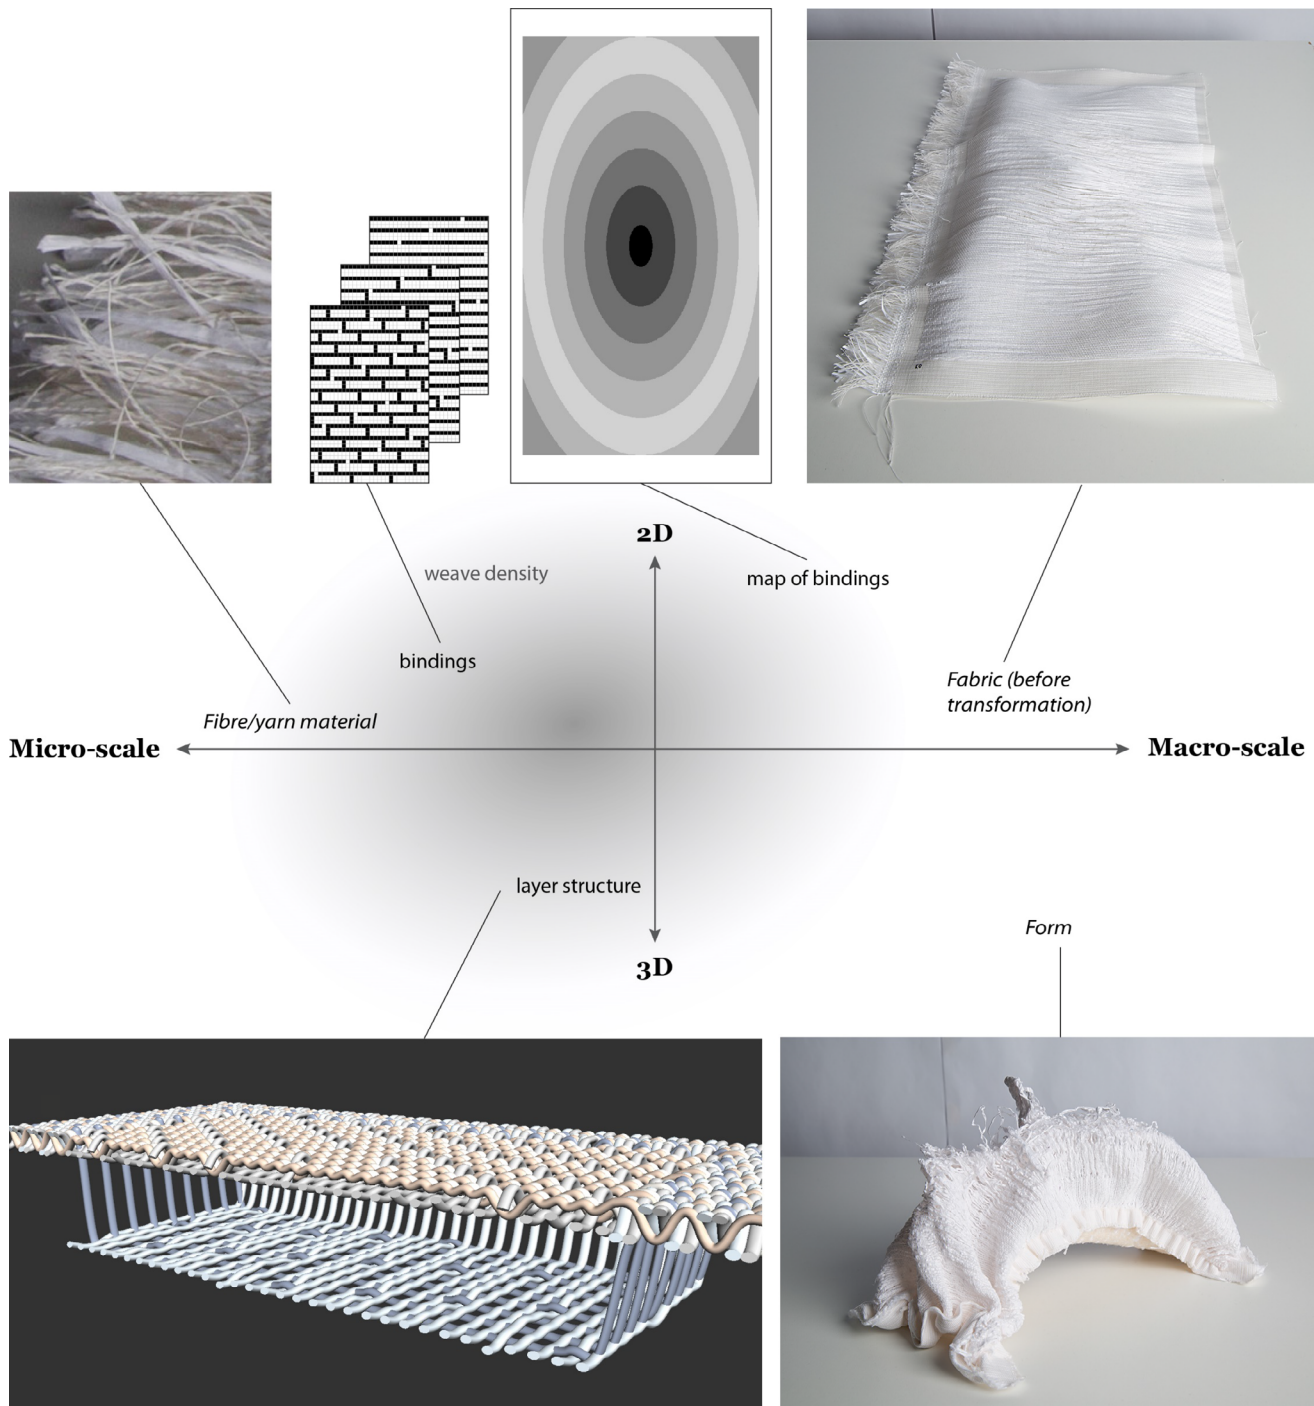 2D
weave density
map of bindings
bindings
Fabric (before
transformation)
Fibre/yarn material
Micro-scale
Macro-scale
layer structure
Form
3D